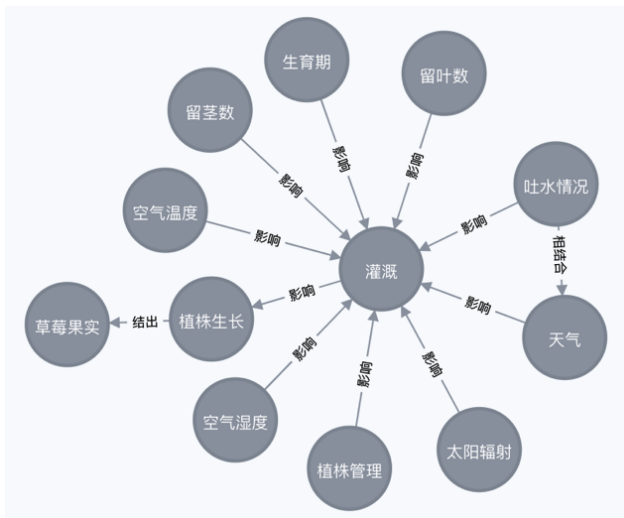 生育期
留叶数
留茎数
影响
影响
影响
吐水情况
空气温度
影响
影响
相结合
灌溉
影响
影响
草莓果实
结出
植株生长
天气
影响
影响
影响
空气湿度
太阳辐射
植株管理